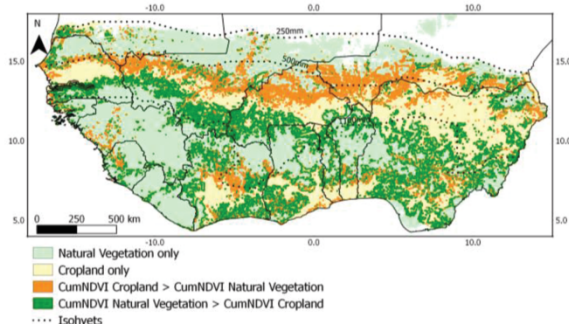 -10.0 0.0 10.0
N
250mm
15.0 500mm 15.0
10.0 10.0
5.0 5.0
0 250 500 km
-10.0 0.0 10.0
Natural Vegetation only
Cropland only
CumNDVI Cropland > CumNDVI Natural Vegetation
CumNDVI Natural Vegetation > CumNDVI Cropland
Isohyets